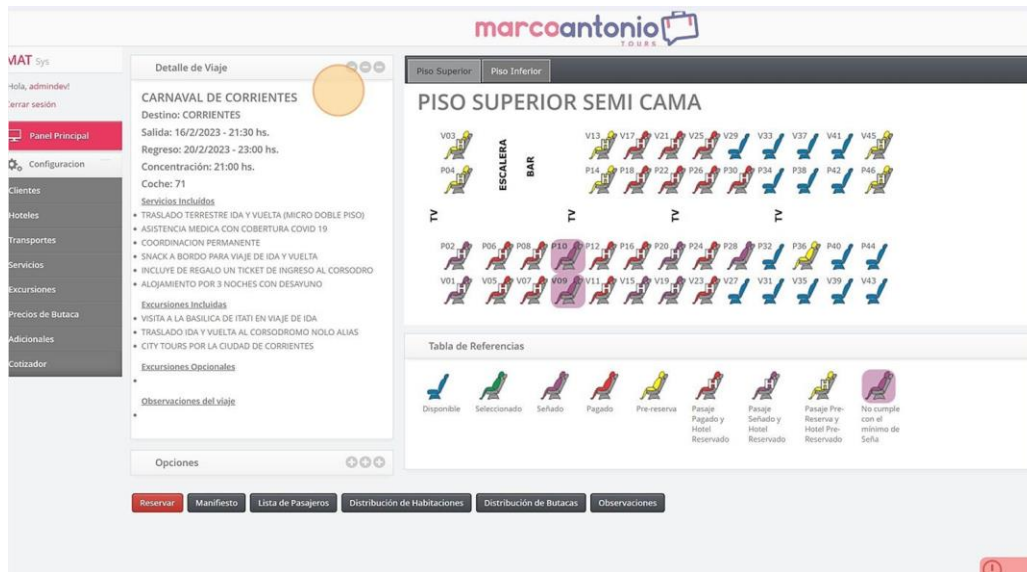 marcoantonio
TOURS
MAT Sys
Hola, admindev!
Cerrar sesión
Panel Principal
Configuracion
Clientes
Hoteles
Transportes
Servicios
Excursiones
Precios de Butaca
Adicionales
Cotizador
Detalle de Viaje
CARNAVAL DE CORRIENTES
Destino: CORRIENTES
Salida: 16/2/2023 - 21:30 hs.
Regreso: 20/2/2023 - 23:00 hs.
Concentración: 21:00 hs.
Coche: 71
Servicios Incluídos
TRASLADO TERRESTRE IDA Y VUELTA (MICRO DOBLE PISO)
ASISTENCIA MEDICA CON COBERTURA COVID 19
COORDINACION PERMANENTE
SNACK A BORDO PARA VIAJE DE IDA Y VUELTA
INCLUYE DE REGALO UN TICKET DE INGRESO AL CORSODRO
ALOJAMIENTO POR 3 NOCHES CON DESAYUNO
Excursiones Incluidas
VISITA A LA BASILICA DE ITATI EN VIAJE DE IDA
TRASLADO IDA Y VUELTA AL CORSODROMO NOLO ALIAS
CITY TOURS POR LA CIUDAD DE CORRIENTES
Excursiones Opcionales
Observaciones del viaje
Opciones
Piso Superior Piso Inferior
PISO SUPERIOR SEMI CAMA
V03 V13 V17 V21 V25 V29 V33 V37 V41 V45
ESCALERA
BAR
P04 P14 P18 P22 P26 P30 P34 P38 P42 P46
TV TV TV TV
P02 P06 P08 P10 P12 P16 P20 P24 P28 P32 P36 P40 P44
V01 V05 V07 V09 V11 V15 V19 V23 V27 V31 V35 V39 V43
Tabla de Referencias
Disponible
Seleccionado
Señado
Pagado
Pre-reserva
Pasaje
Pagado y
Hotel
Reservado
Pasaje
Señado y
Hotel
Reservado
Pasaje Pre-
Reserva y
Hotel Pre-
Reservado
No cumple
con el
mínimo de
Seña
Reservar Manifiesto Lista de Pasajeros Distribución de Habitaciones Distribución de Butacas Observaciones